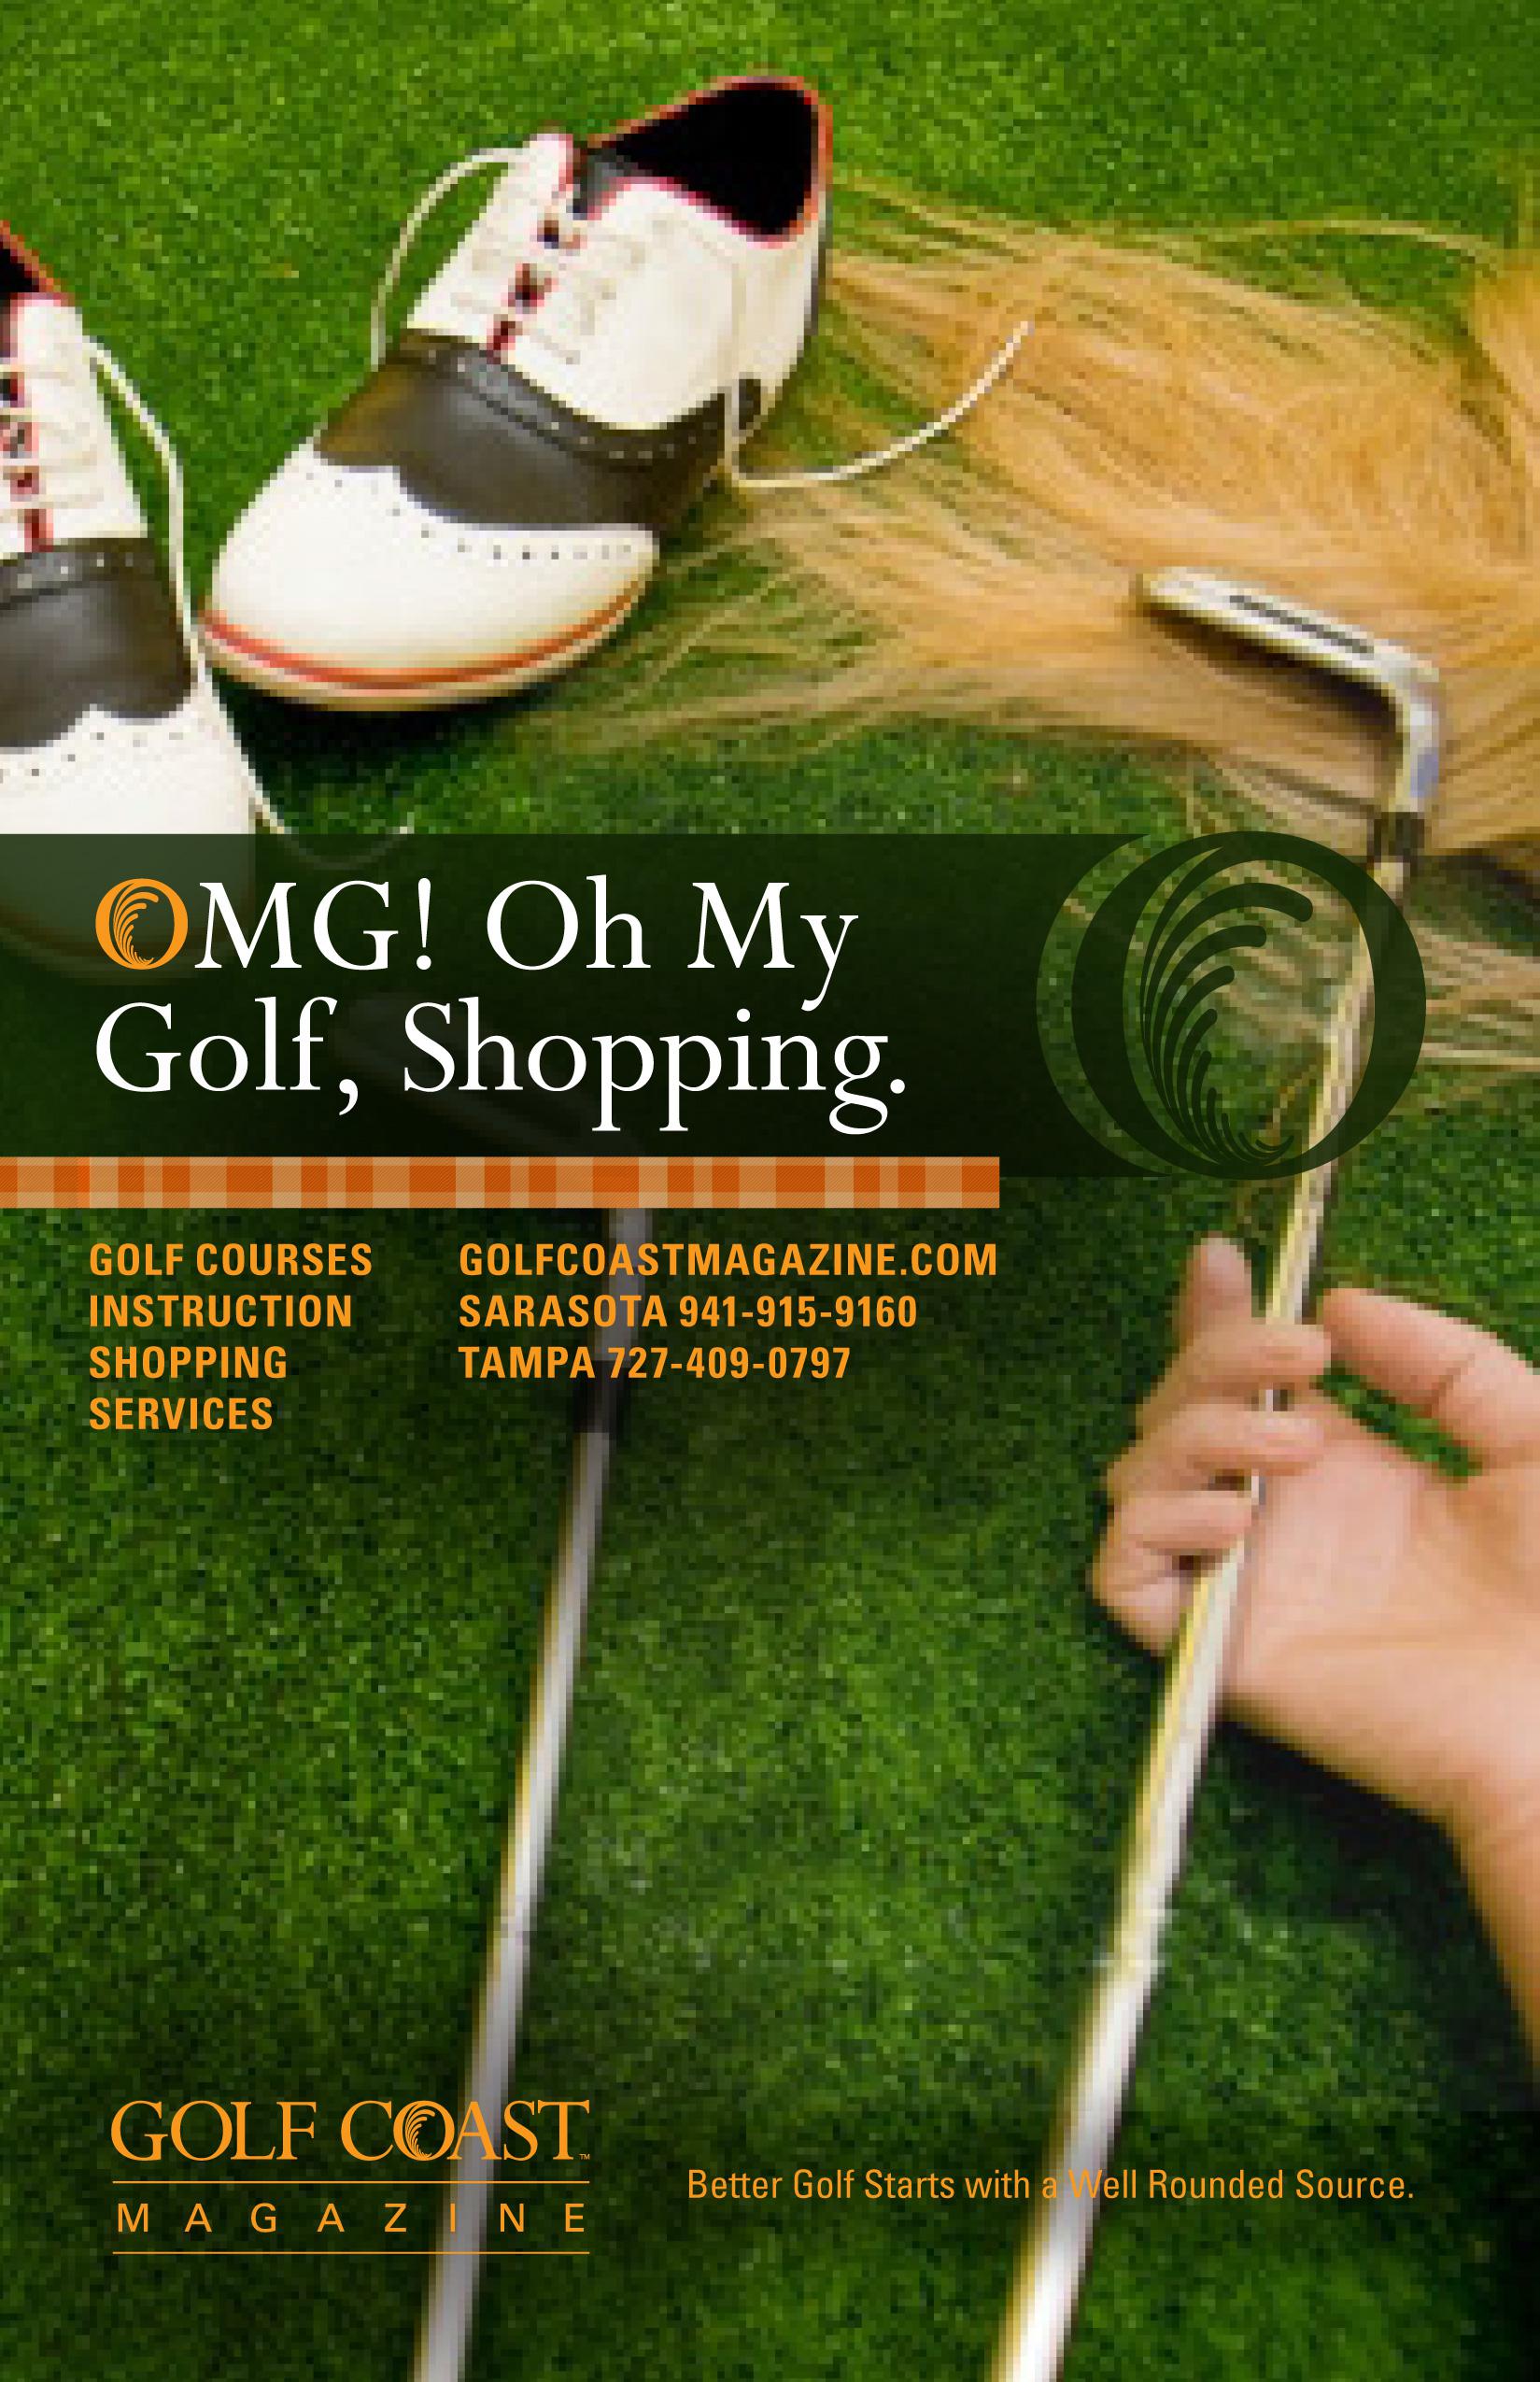 OMG! Oh My
Golf, Shopping.
GOLF COURSES
INSTRUCTION
SHOPPING
SERVICES
GOLFCOASTMAGAZINE.COM
SARASOTA 941-915-9160
TAMPA 727-409-0797
GOLF COAST™
MAGAZINE
Better Golf Starts with a Well Rounded Source.